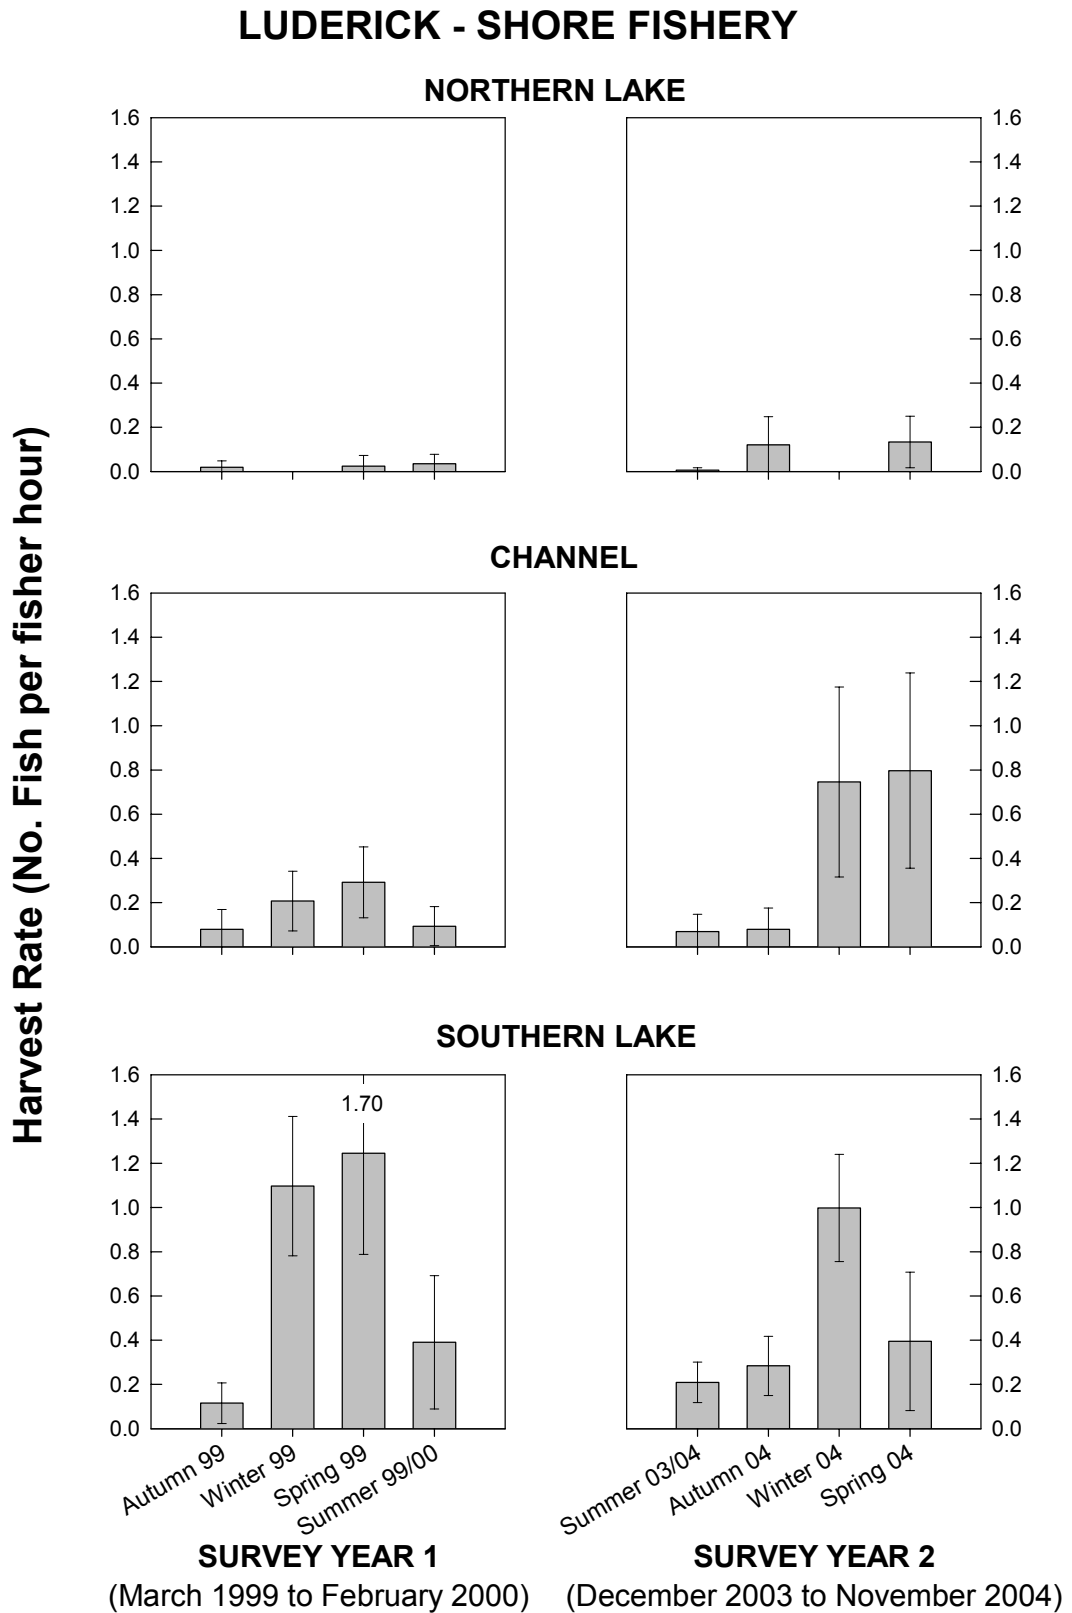 LUDERICK - SHORE FISHERY
NORTHERN LAKE
1.6 1.6
1.4 1.4
1.2 1.2
1.0 1.0
0.8 0.8
0.6 0.6
0.4 0.4
0.2 0.2
0.0 0.0
Harvest Rate (No. Fish per fisher hour)
CHANNEL
1.6 1.6
1.4 1.4
1.2 1.2
1.0 1.0
0.8 0.8
0.6 0.6
0.4 0.4
0.2 0.2
0.0 0.0
SOUTHERN LAKE
1.6 1.6
1.70
1.4 1.4
1.2 1.2
1.0 1.0
0.8 0.8
0.6 0.6
0.4 0.4
0.2 0.2
0.0 0.0
Autumn 99
Winter 99
Spring 99
Summer 99/00
Summer 03/04
Autumn 04
Winter 04
Spring 04
SURVEY YEAR 1 SURVEY YEAR 2
(March 1999 to February 2000) (December 2003 to November 2004)